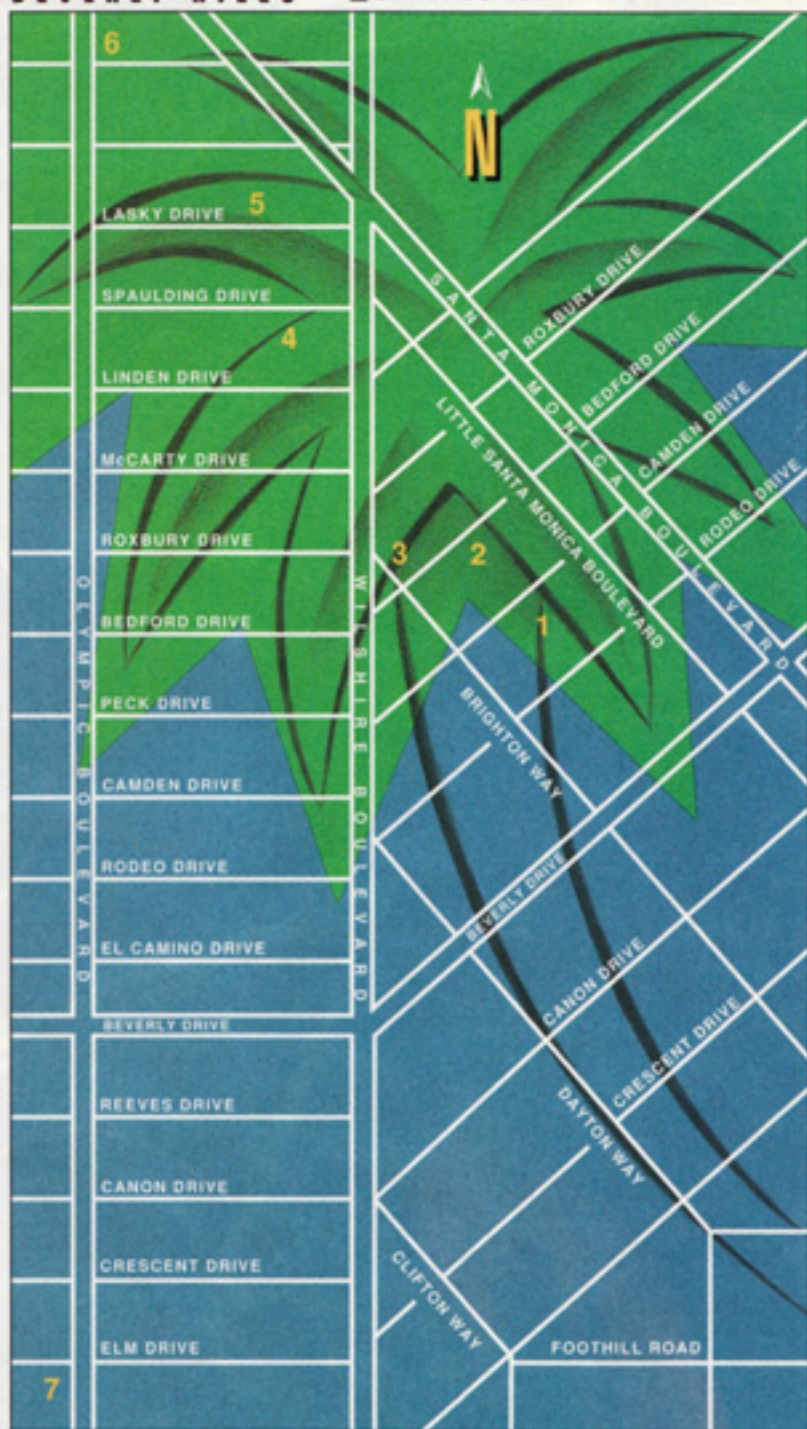 6
N
5
LASKY DRIVE
SPAULDING DRIVE
4
LINDEN DRIVE
McCARTY DRIVE
ROXBURY DRIVE
BEDFORD DRIVE
PECK DRIVE
CAMDEN DRIVE
RODEO DRIVE
EL CAMINO DRIVE
BEVERLY DRIVE
REEVES DRIVE
CANON DRIVE
CRESCENT DRIVE
ELM DRIVE
7
OLYMPIC BOULEVARD
WILSHIRE BOULEVARD
SANTA MONICA BOULEVARD
LITTLE SANTA MONICA BOULEVARD
ROXBURY DRIVE
BEDFORD DRIVE
CAMDEN DRIVE
RODEO DRIVE
3
2
1
BRIGHTON WAY
BEVERLY DRIVE
CANON DRIVE
CRESCENT DRIVE
DAYTON WAY
CLIFTON WAY
FOOTHILL ROAD